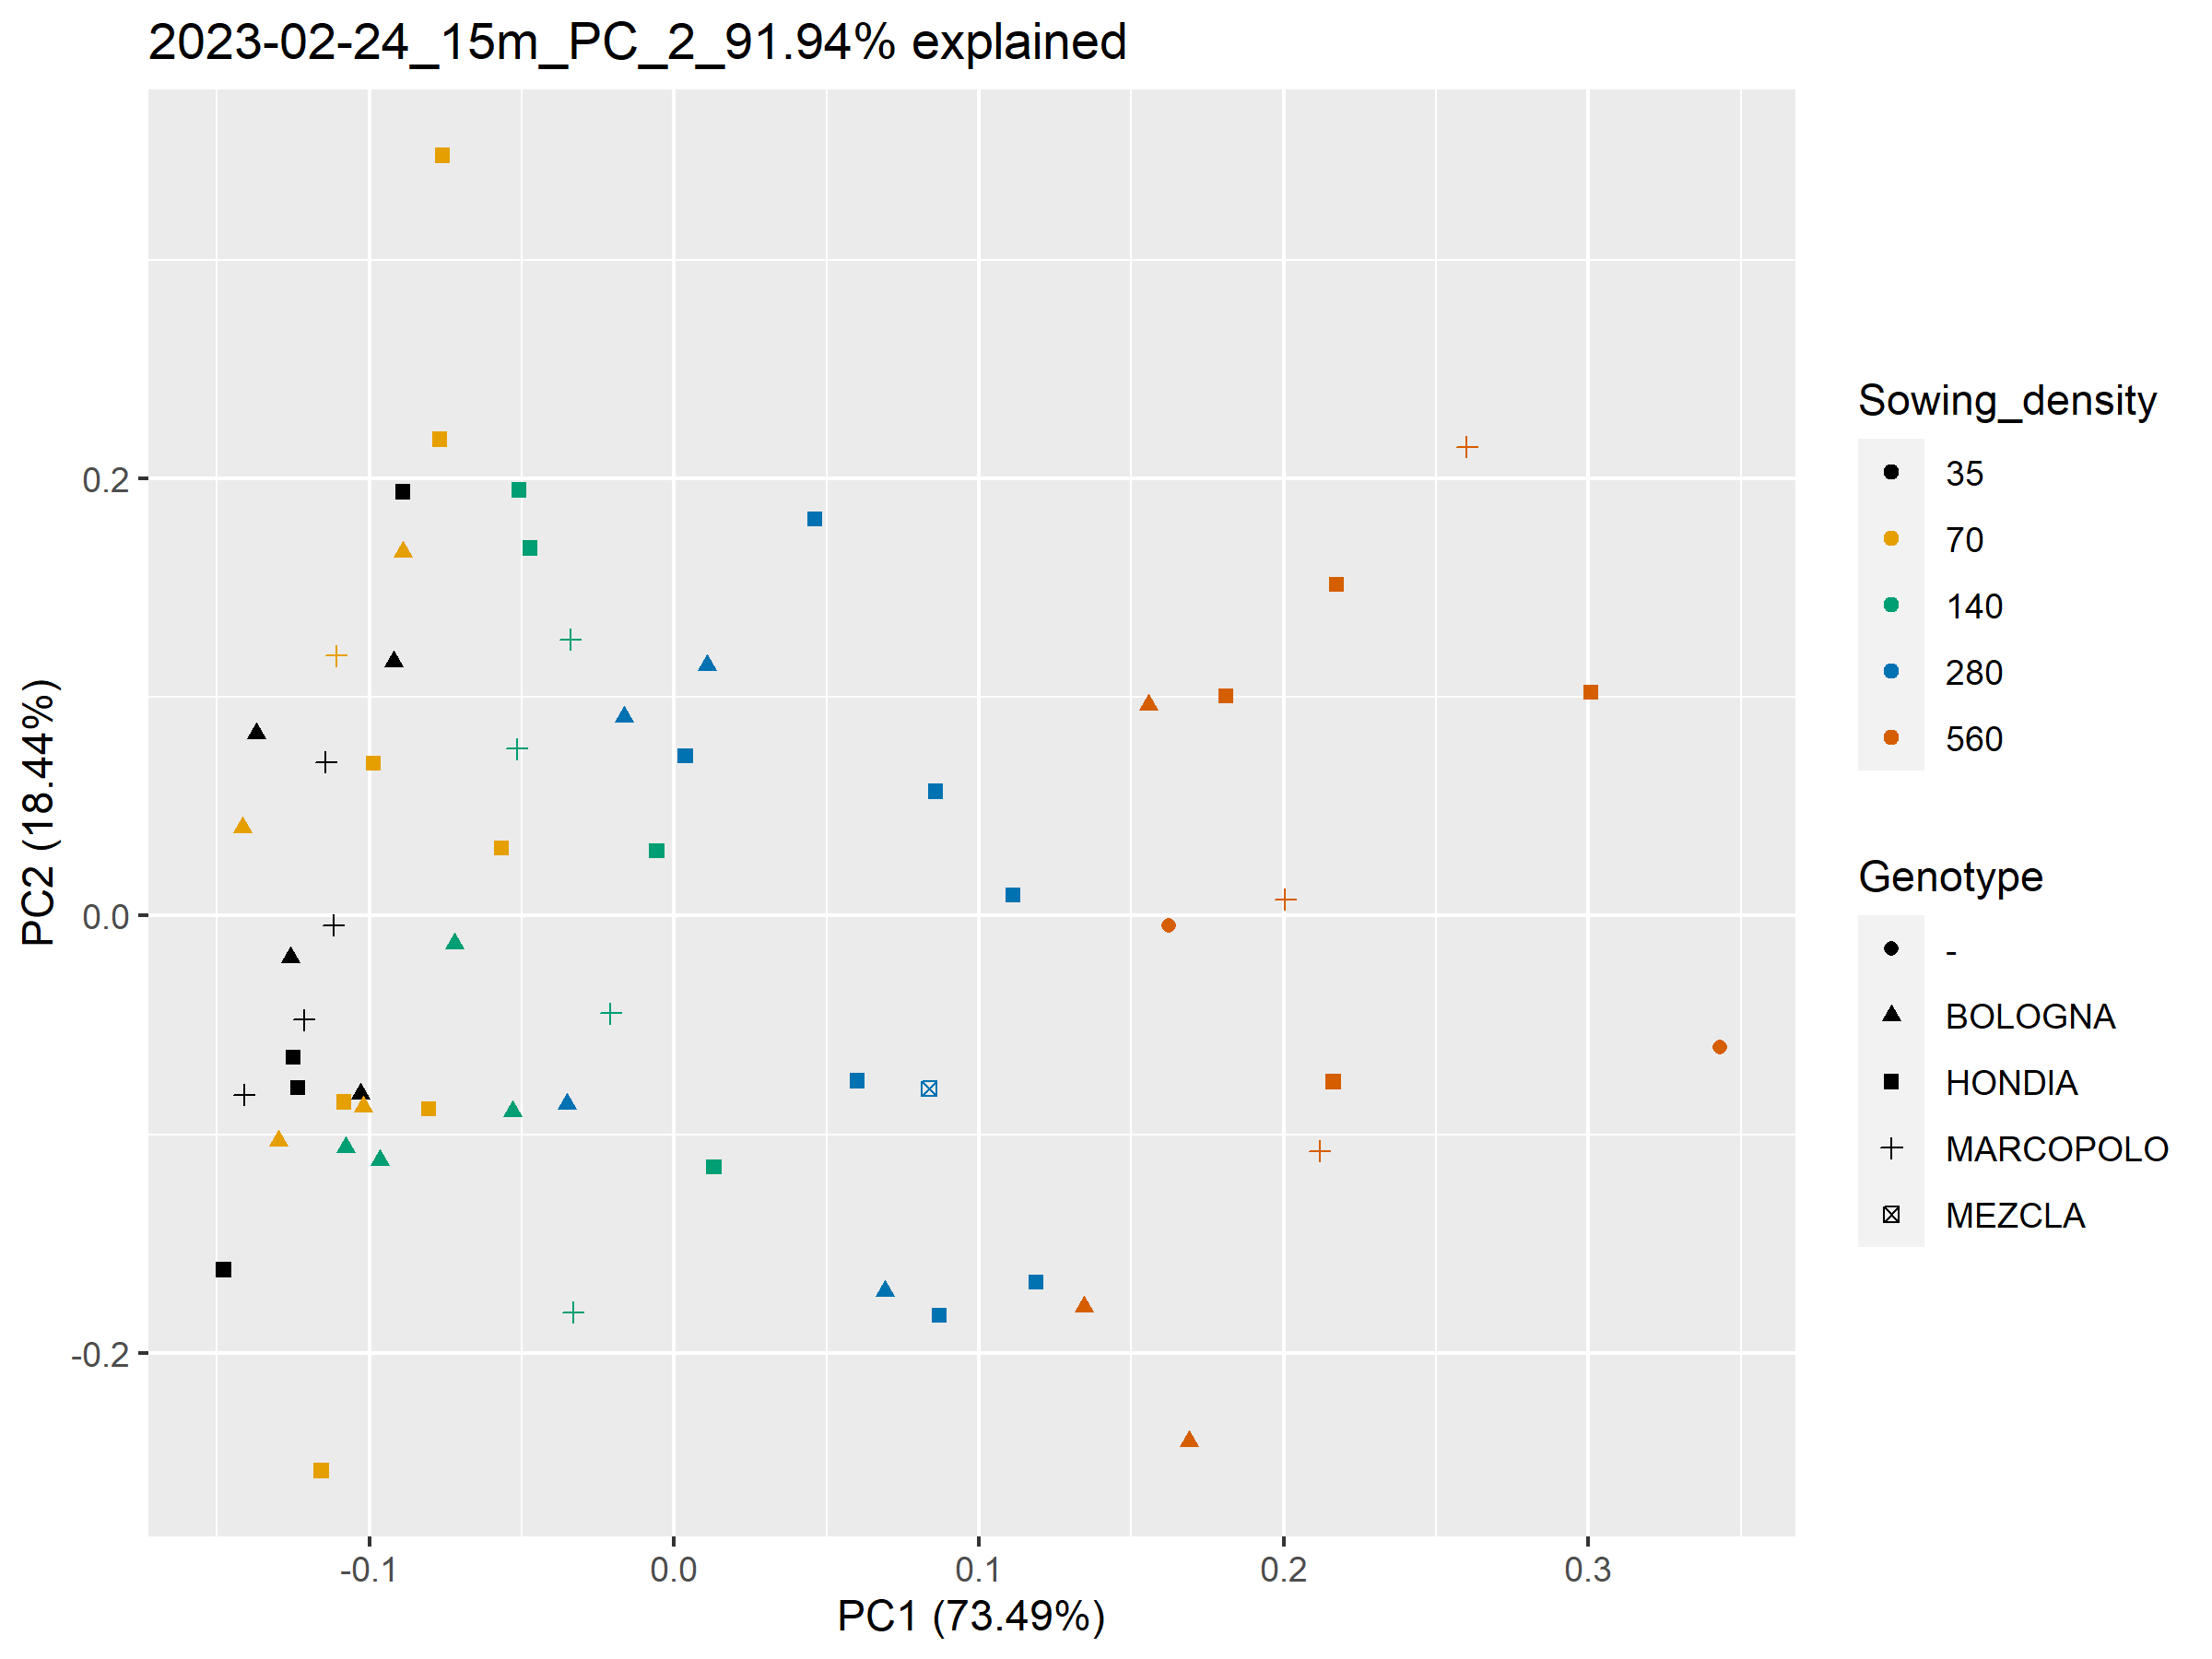 2023-02-24_15m_PC_2_91.94% explained
PC2 (18.44%)
0.2
0.0
-0.2
-0.1
0.0
0.1
0.2
0.3
PC1 (73.49%)
Sowing_density
35
70
140
280
560
Genotype
-
BOLOGNA
HONDIA
MARCOPOLO
MEZCLA